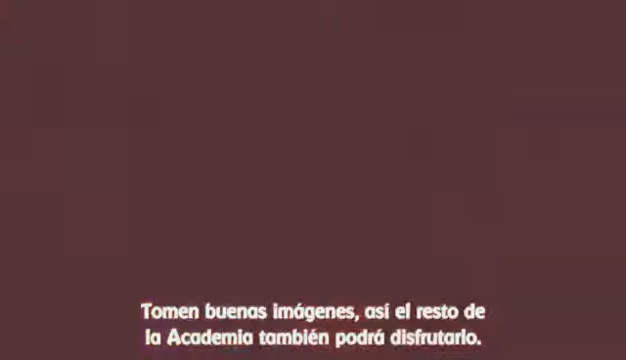 Tomen buenas imágenes, así el resto de
la Academia también podrá disfrutarlo.